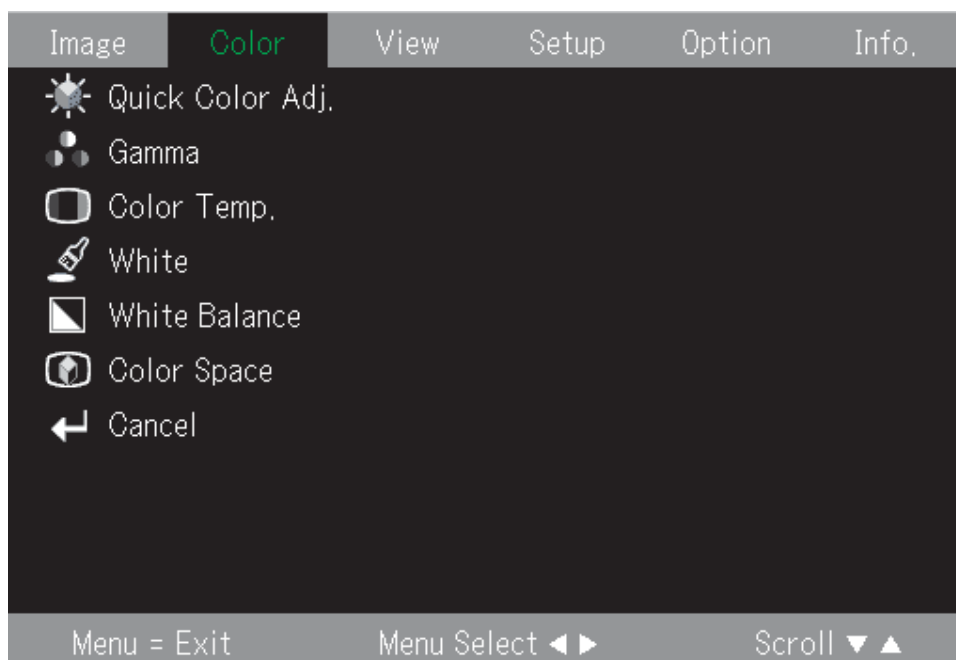 Image Color View Setup Option Info.
Quick Color Adj.
Gamma
Color Temp.
White
White Balance
Color Space
Cancel
Menu = Exit Menu Select ◀ ▶ Scroll ▼ ▲